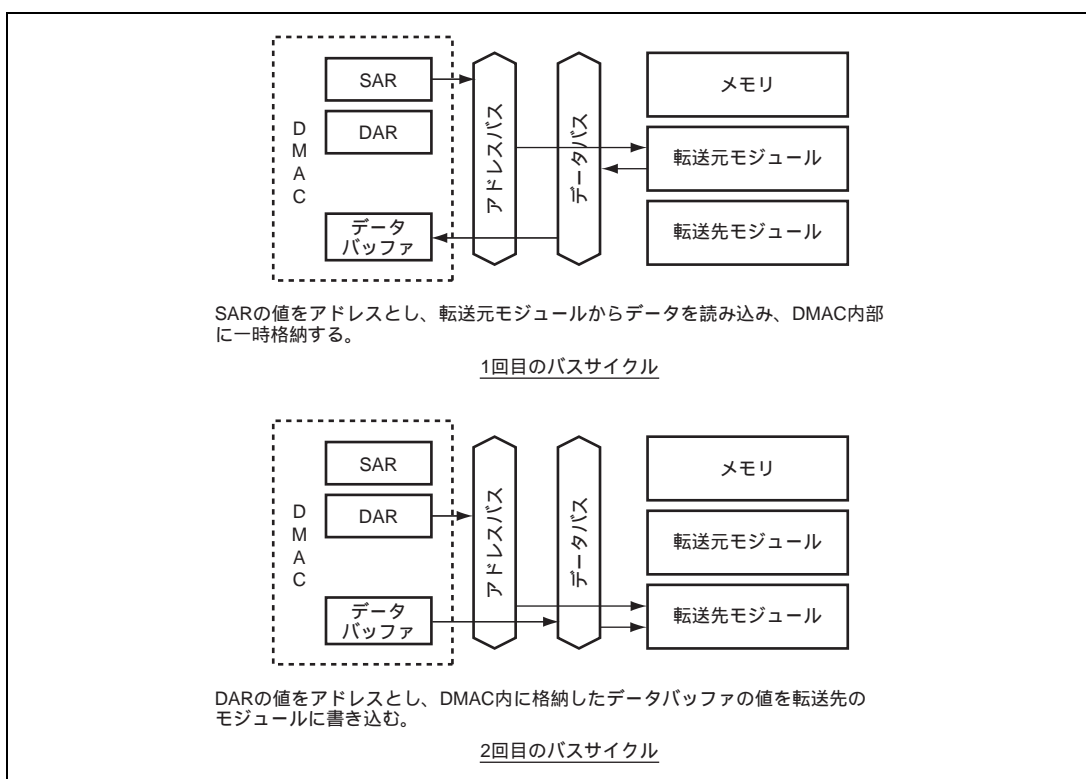 SAR
メモリ
DAR
DMAC
アドレスバス
データバス
転送元モジュール
データ
バッファ
転送先モジュール
SARの値をアドレスとし、転送元モジュールからデータを読み込み、DMAC内部
に一時格納する。
1回目のバスサイクル
SAR
メモリ
DAR
DMAC
アドレスバス
データバス
転送元モジュール
データ
バッファ
転送先モジュール
DARの値をアドレスとし、DMAC内に格納したデータバッファの値を転送先の
モジュールに書き込む。
2回目のバスサイクル